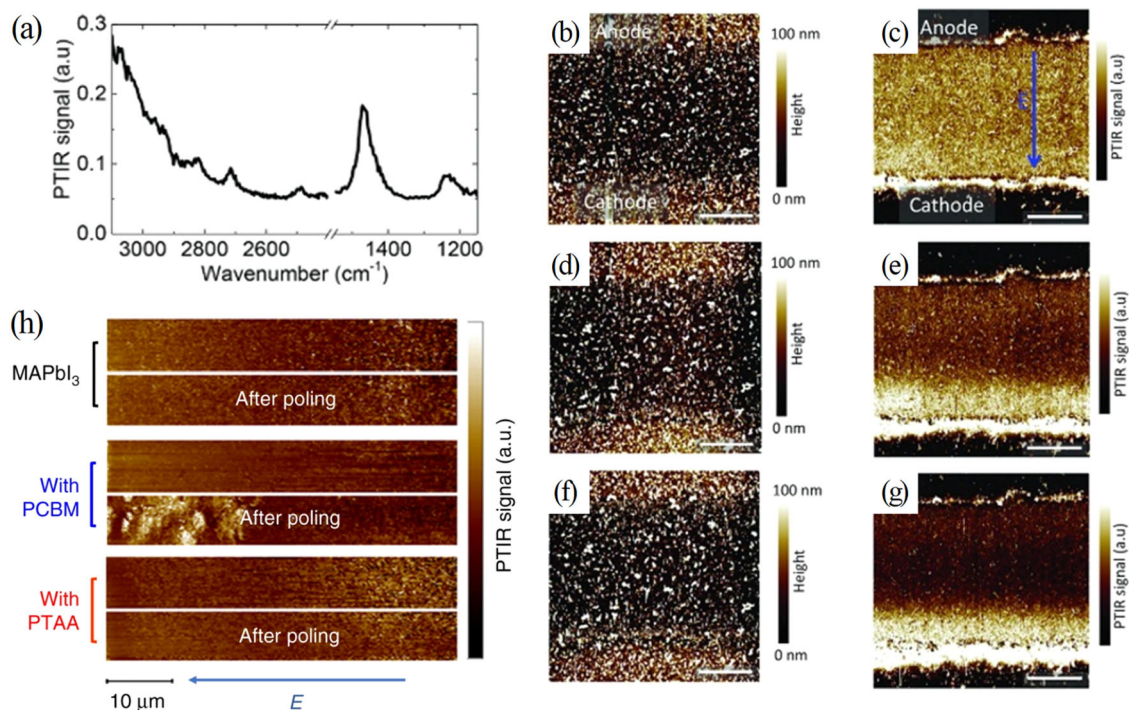 (a)
PTIR signal (a.u)
0.3
0.2
0.1
0.0
3000 2800 2600 1400 1200
Wavenumber (cm⁻¹)
(b)
Anode
Cathode
100 nm
Height
0 nm
(c)
Anode
E
Cathode
PTIR signal (a.u)
(d)
100 nm
Height
0 nm
(e)
PTIR signal (a.u)
(f)
100 nm
Height
0 nm
(g)
PTIR signal (a.u)
(h)
MAPbI₃
After poling
With
PCBM
After poling
With
PTAA
After poling
PTIR signal (a.u.)
10 μm
E